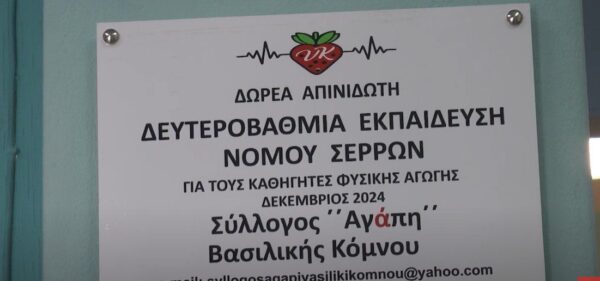 VK
ΔΩΡΕΑ ΑΠΙΝΙΔΩΤΗ
ΔΕΥΤΕΡΟΒΑΘΜΙΑ ΕΚΠΑΙΔΕΥΣΗ
ΝΟΜΟΥ ΣΕΡΡΩΝ
ΓΙΑ ΤΟΥΣ ΚΑΘΗΓΗΤΕΣ ΦΥΣΙΚΗΣ ΑΓΩΓΗΣ
ΔΕΚΕΜΒΡΙΟΣ 2024
Σύλλογος ''Αγάπη''
Βασιλικής Κόμνου
email: syllogosagapivasilikikomnou@yahoo.com